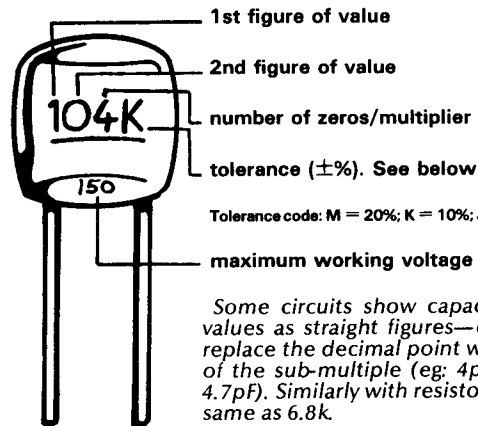 1st figure of value
2nd figure of value
104K
number of zeros/multiplier
tolerance (±%). See below
150
Tolerance code: M = 20%; K = 10%;
maximum working voltage
Some circuits show capac
values as straight figures—
replace the decimal point w
of the sub-multiple (eg: 4p
4.7pF). Similarly with resisto
same as 6.8k.